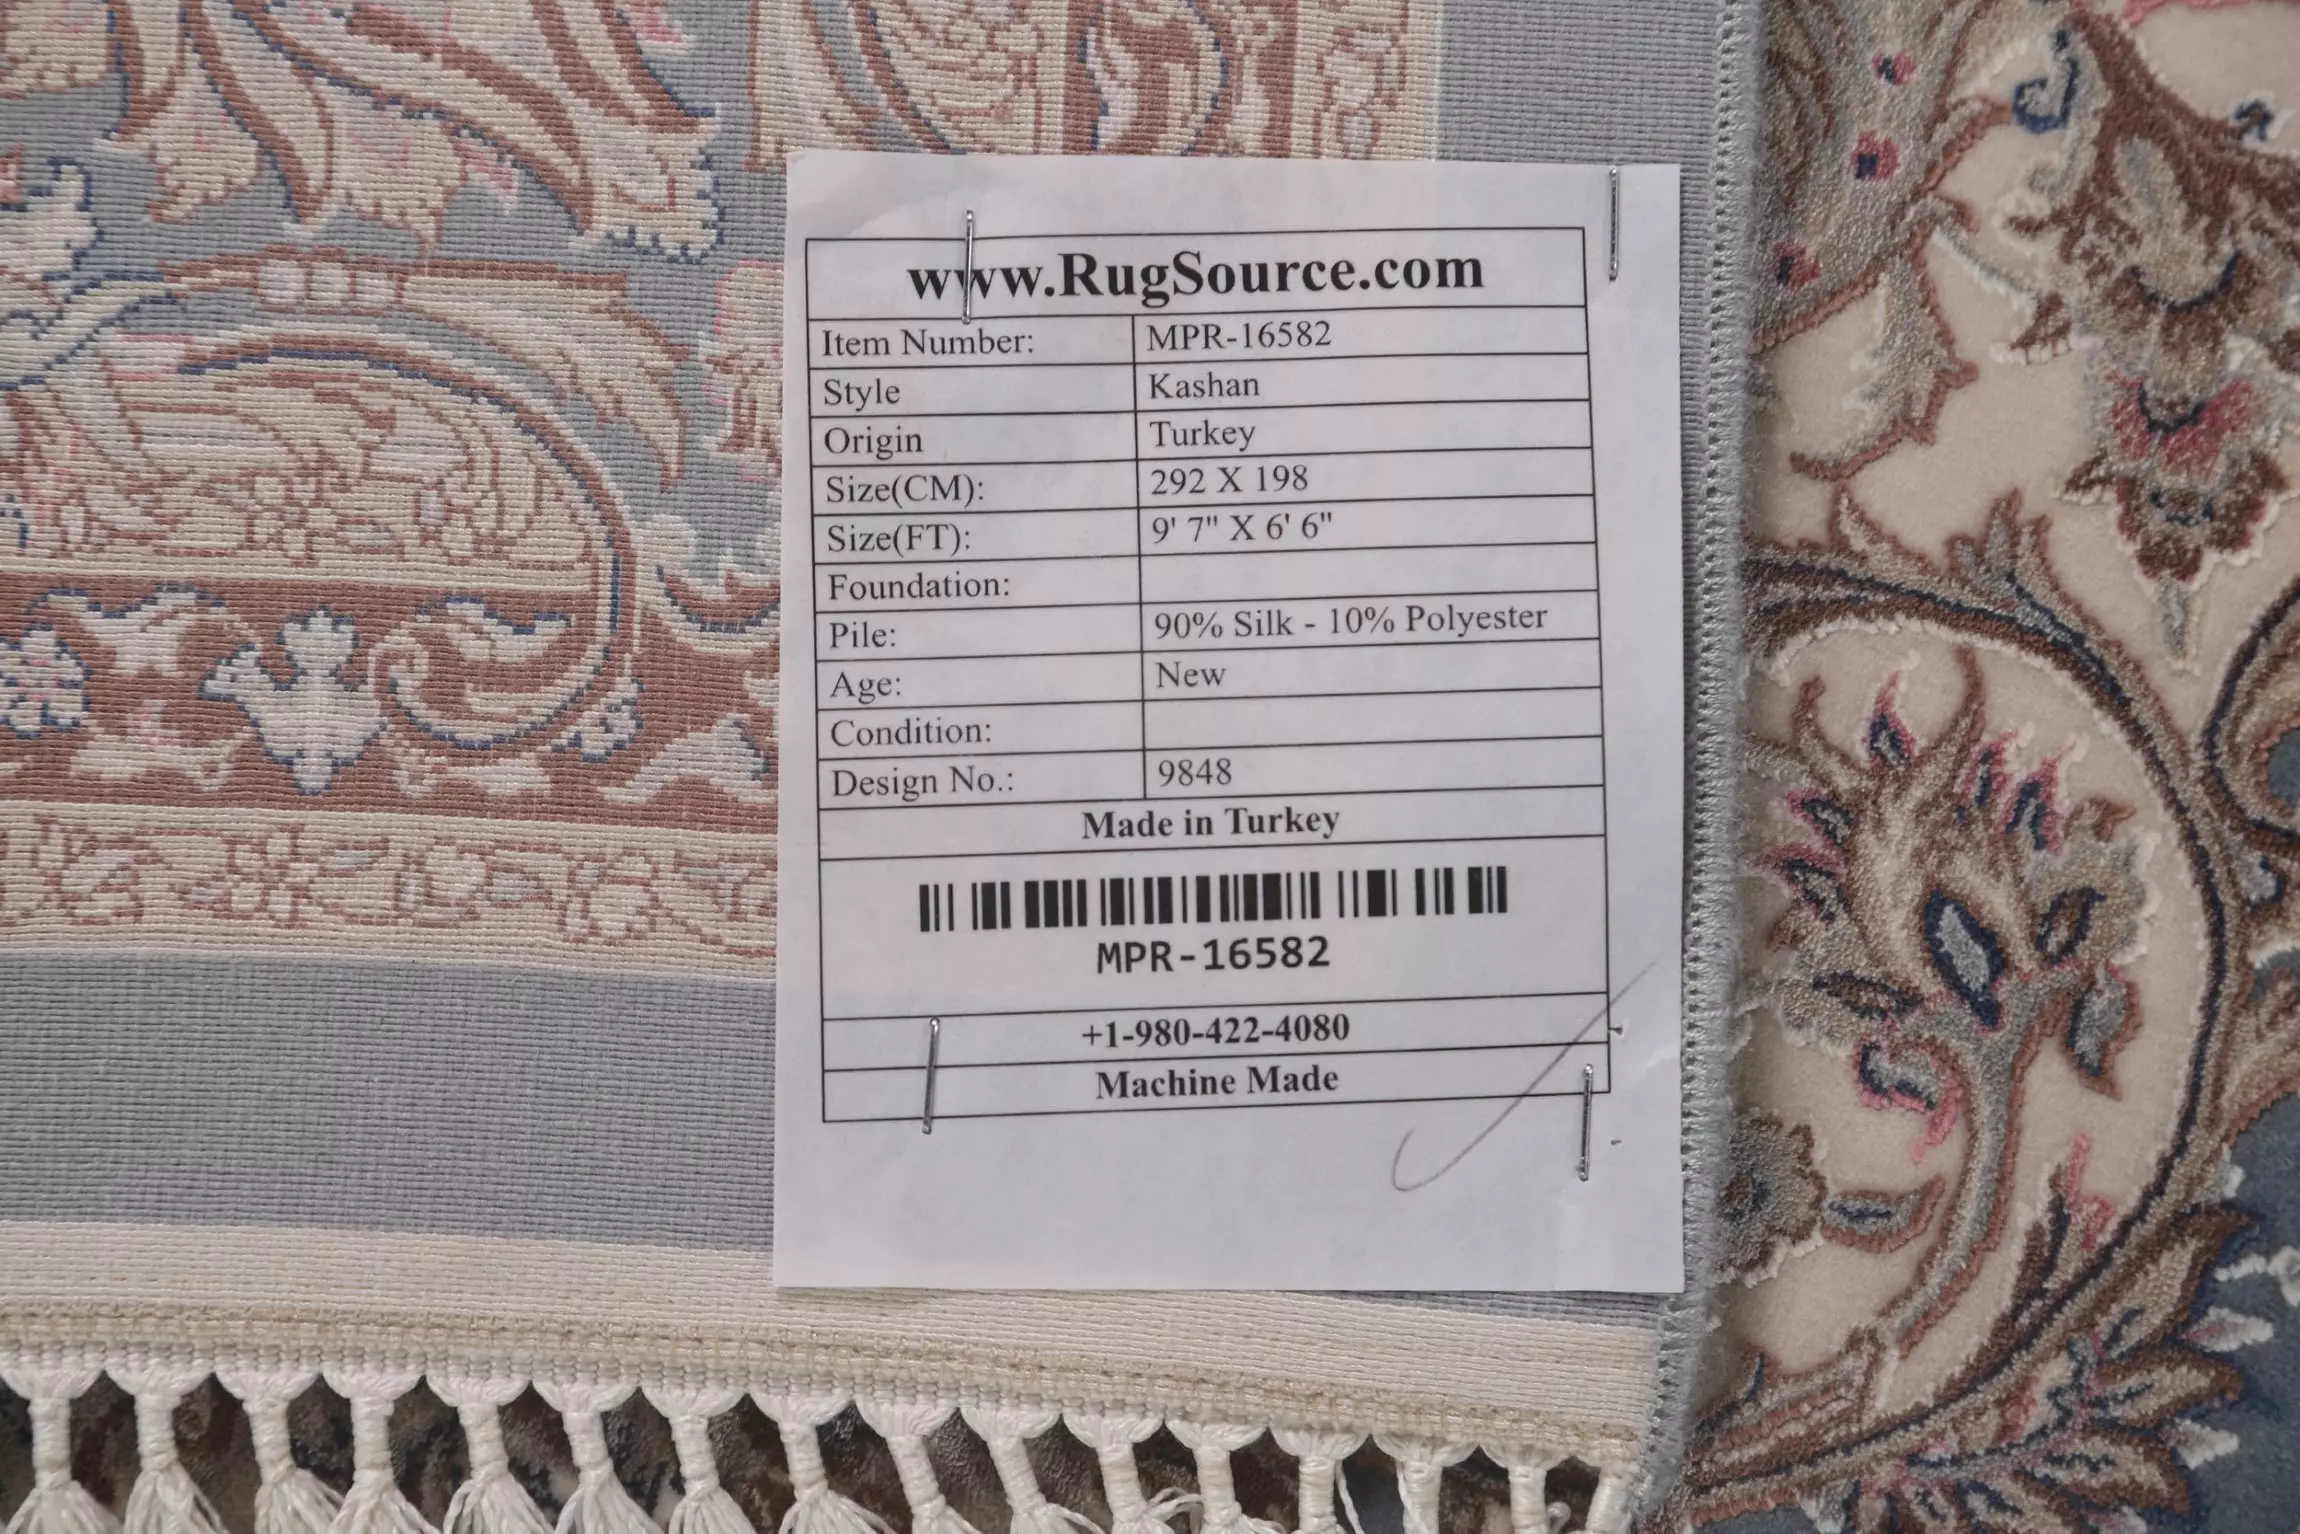 www.RugSource.com
Item Number: MPR-16582
Style Kashan
Origin Turkey
Size(CM): 292 X 198
Size(FT): 9' 7" X 6' 6"
Foundation:
Pile: 90% Silk - 10% Polyester
Age: New
Condition:
Design No.: 9848
Made in Turkey
MPR-16582
+1-980-422-4080
Machine Made